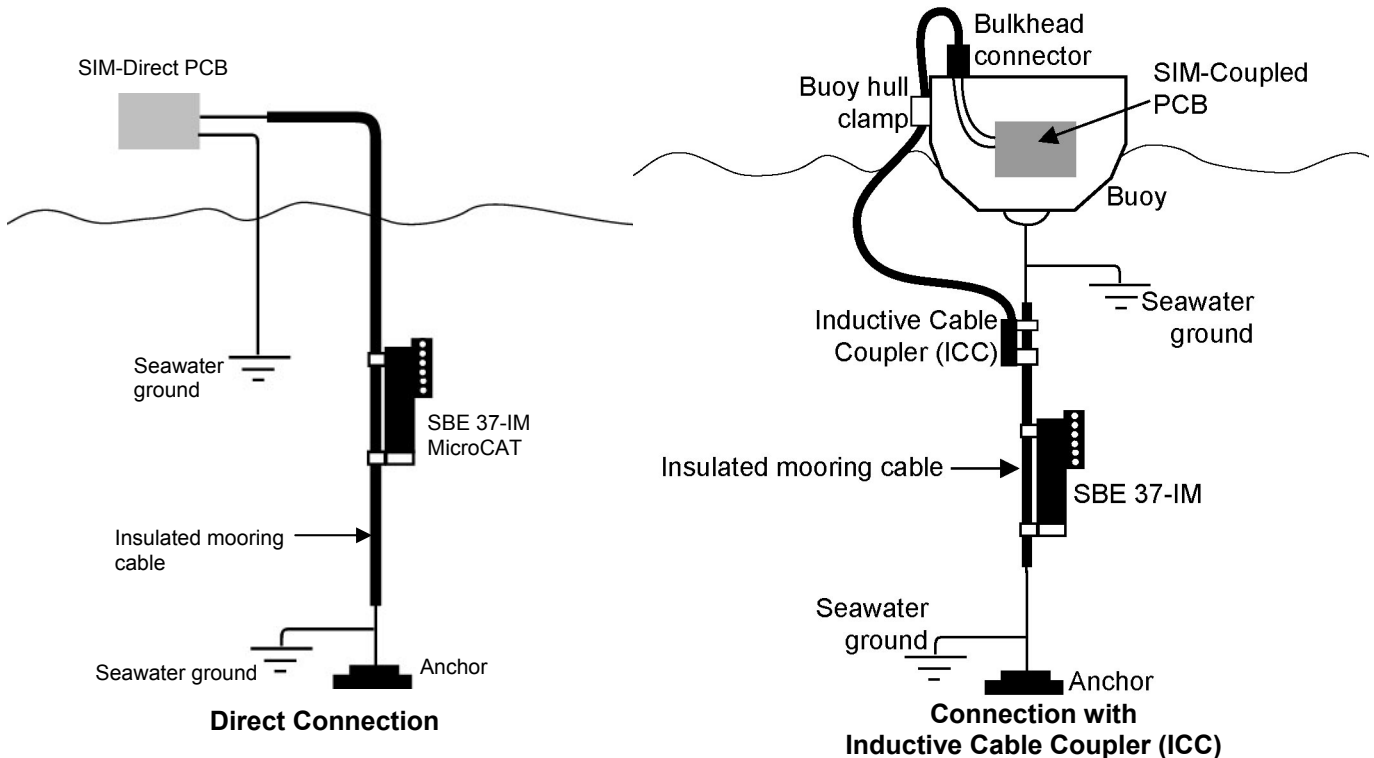 SIM-Direct PCB
Seawater
ground
SBE 37-IM
MicroCAT
Insulated mooring
cable
Seawater ground
Anchor
Direct Connection
Bulkhead
connector
SIM-Coupled
PCB
Buoy hull
clamp
Buoy
Seawater
ground
Inductive Cable
Coupler (ICC)
Insulated mooring cable
SBE 37-IM
Seawater
ground
Anchor
Connection with
Inductive Cable Coupler (ICC)